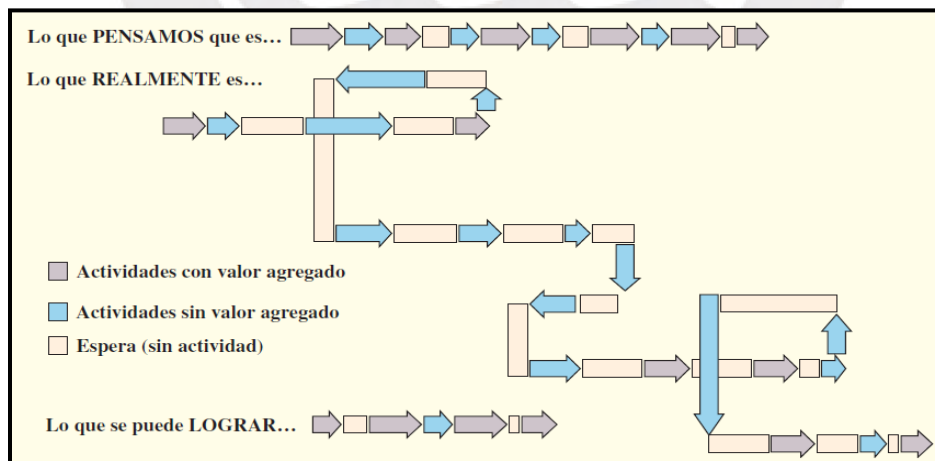 Lo que PENSAMOS que es…
Lo que REALMENTE es…
Actividades con valor agregado
Actividades sin valor agregado
Espera (sin actividad)
Lo que se puede LOGRAR…